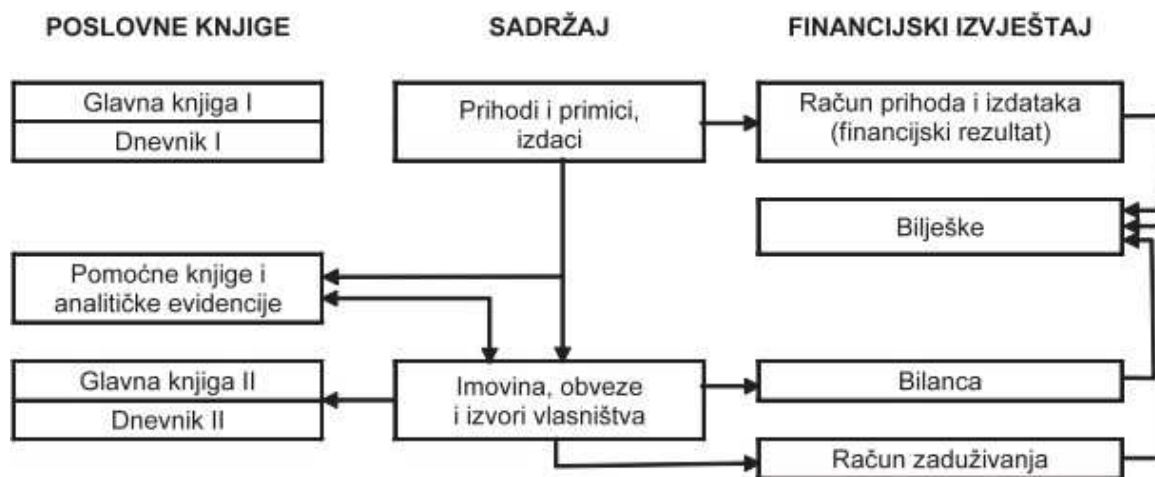 POSLOVNE KNJIGE
SADRŽAJ
FINANCIJSKI IZVJEŠTAJ
Glavna knjiga I
Dnevnik I
Prihodi i primici,
izdaci
Račun prihoda i izdataka
(financijski rezultat)
Bilješke
Pomoćne knjige i
analitičke evidencije
Glavna knjiga II
Dnevnik II
Imovina, obveze
i izvori vlasništva
Bilanca
Račun zaduživanja